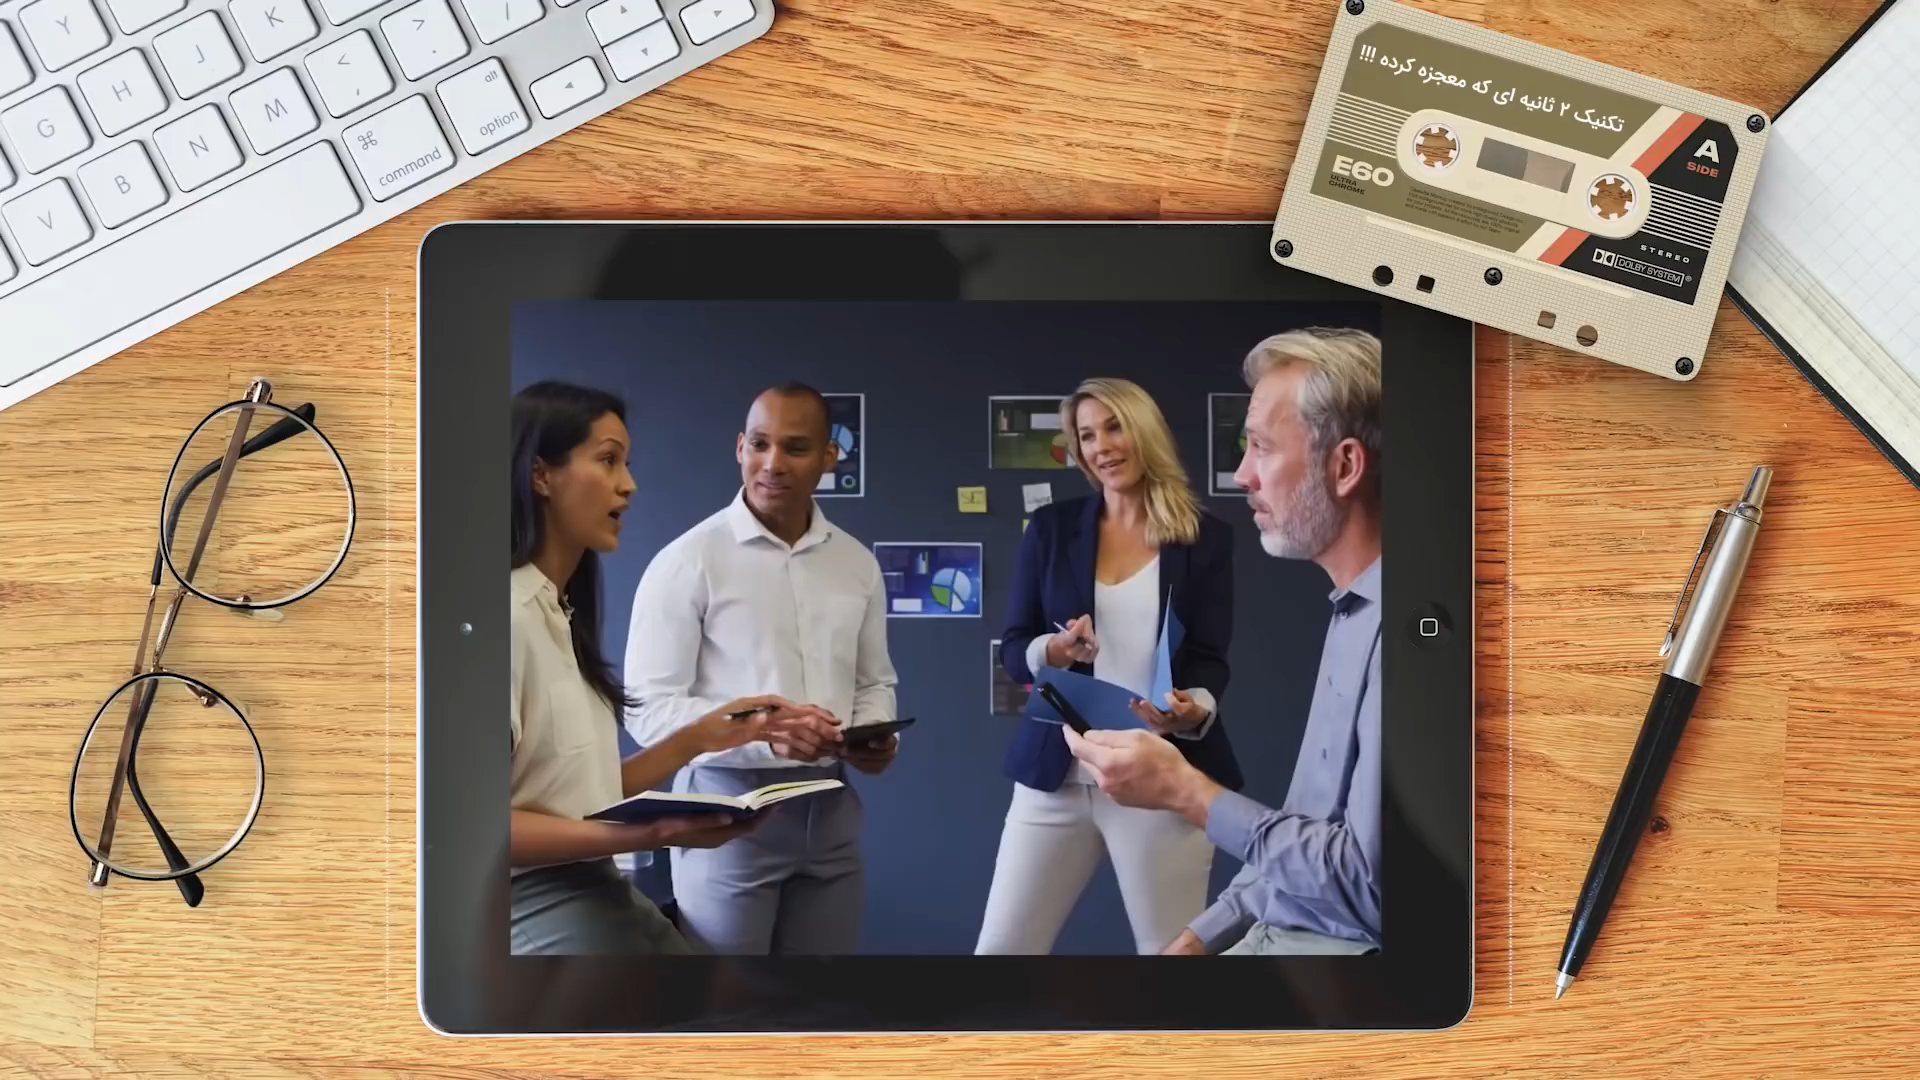 Y
G
H
J
K
V
B
N
M
<
,
>
.
/
⌘
command
alt
option
تکنیک ۲ ثانیه ای که معجزه کرده !!!
A
SIDE
E60
ULTRA
CHROME
STEREO
DOLBY SYSTEM